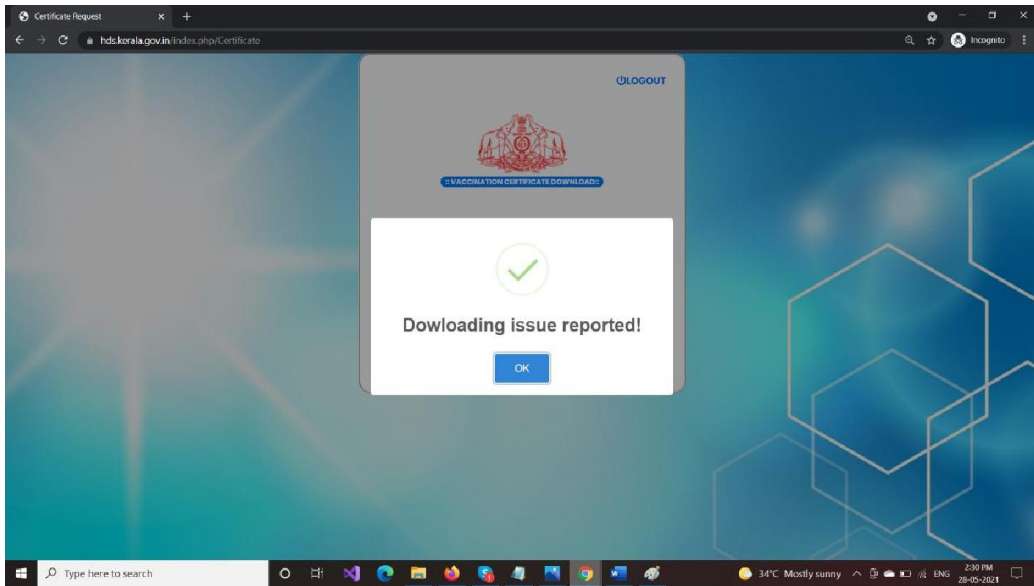 Certificate Request
hds.kerala.gov.in/index.php/Certificate
Incognito
LOGOUT
:: VACCINATION CERTIFICATE DOWNLOAD::
Dowloading issue reported!
OK
Type here to search
34°C Mostly sunny
ENG
2:30 PM
28-05-2021